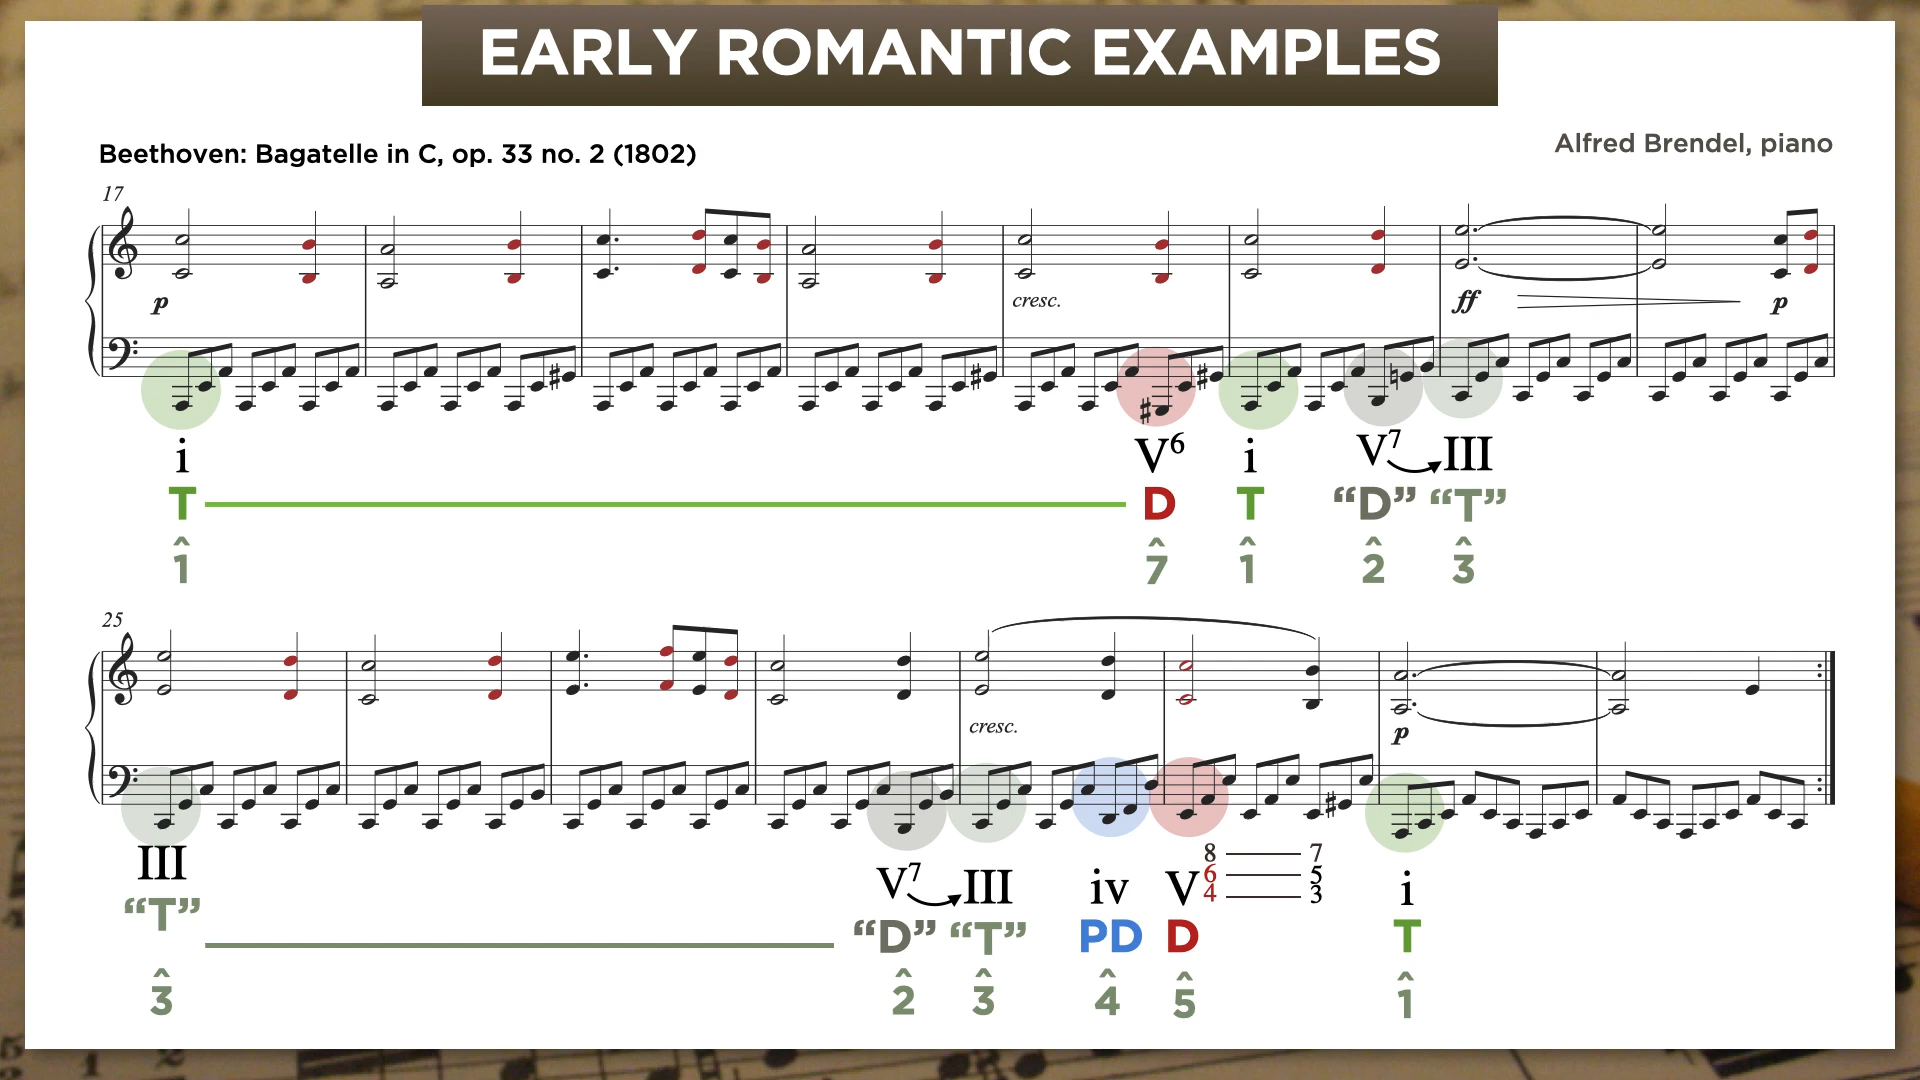 EARLY ROMANTIC EXAMPLES
Beethoven: Bagatelle in C, op. 33 no. 2 (1802)
Alfred Brendel, piano
17
p cresc. ff p
i V6 i V7 III
T D T “D” “T”
1̂ 7̂ 1̂ 2̂ 3̂
25
cresc. p
III V7 III iv V 8 7 6 5 4 3 i
“T” “D” “T” PD D T
3̂ 2̂ 3̂ 4̂ 5̂ 1̂